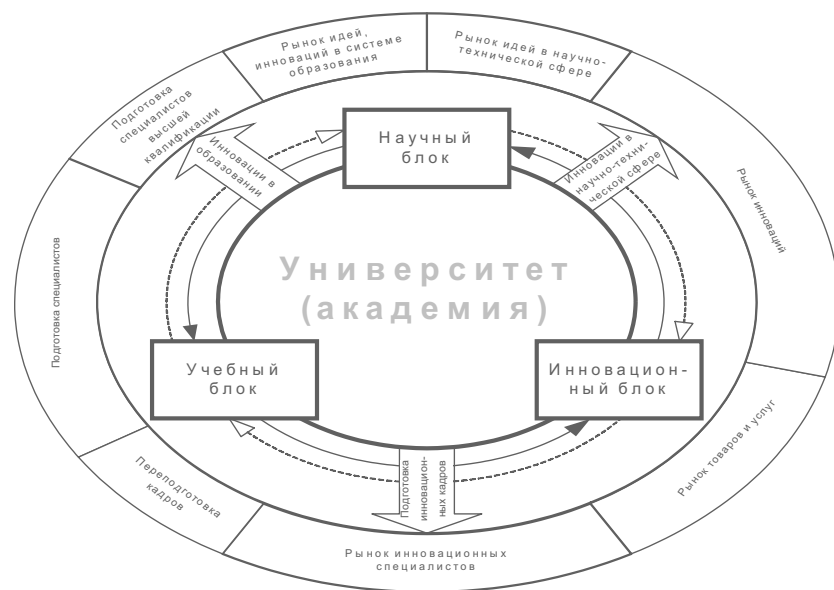 Рынок идей,
инноваций в системе
образования
Рынок идей в научно-
технической сфере
Подготовка
специалистов
высшей
квалификации
Инновации в
образовании
Научный
блок
Инновации в
научно-техни-
ческой сфере
Рынок инноваций
Университет
(академия)
Подготовка специалистов
Учебный
блок
Инновацион-
ный блок
Рынок товаров и услуг
Переподготовка
кадров
Подготовка
инновацион-
ных кадров
Рынок инновационных
специалистов